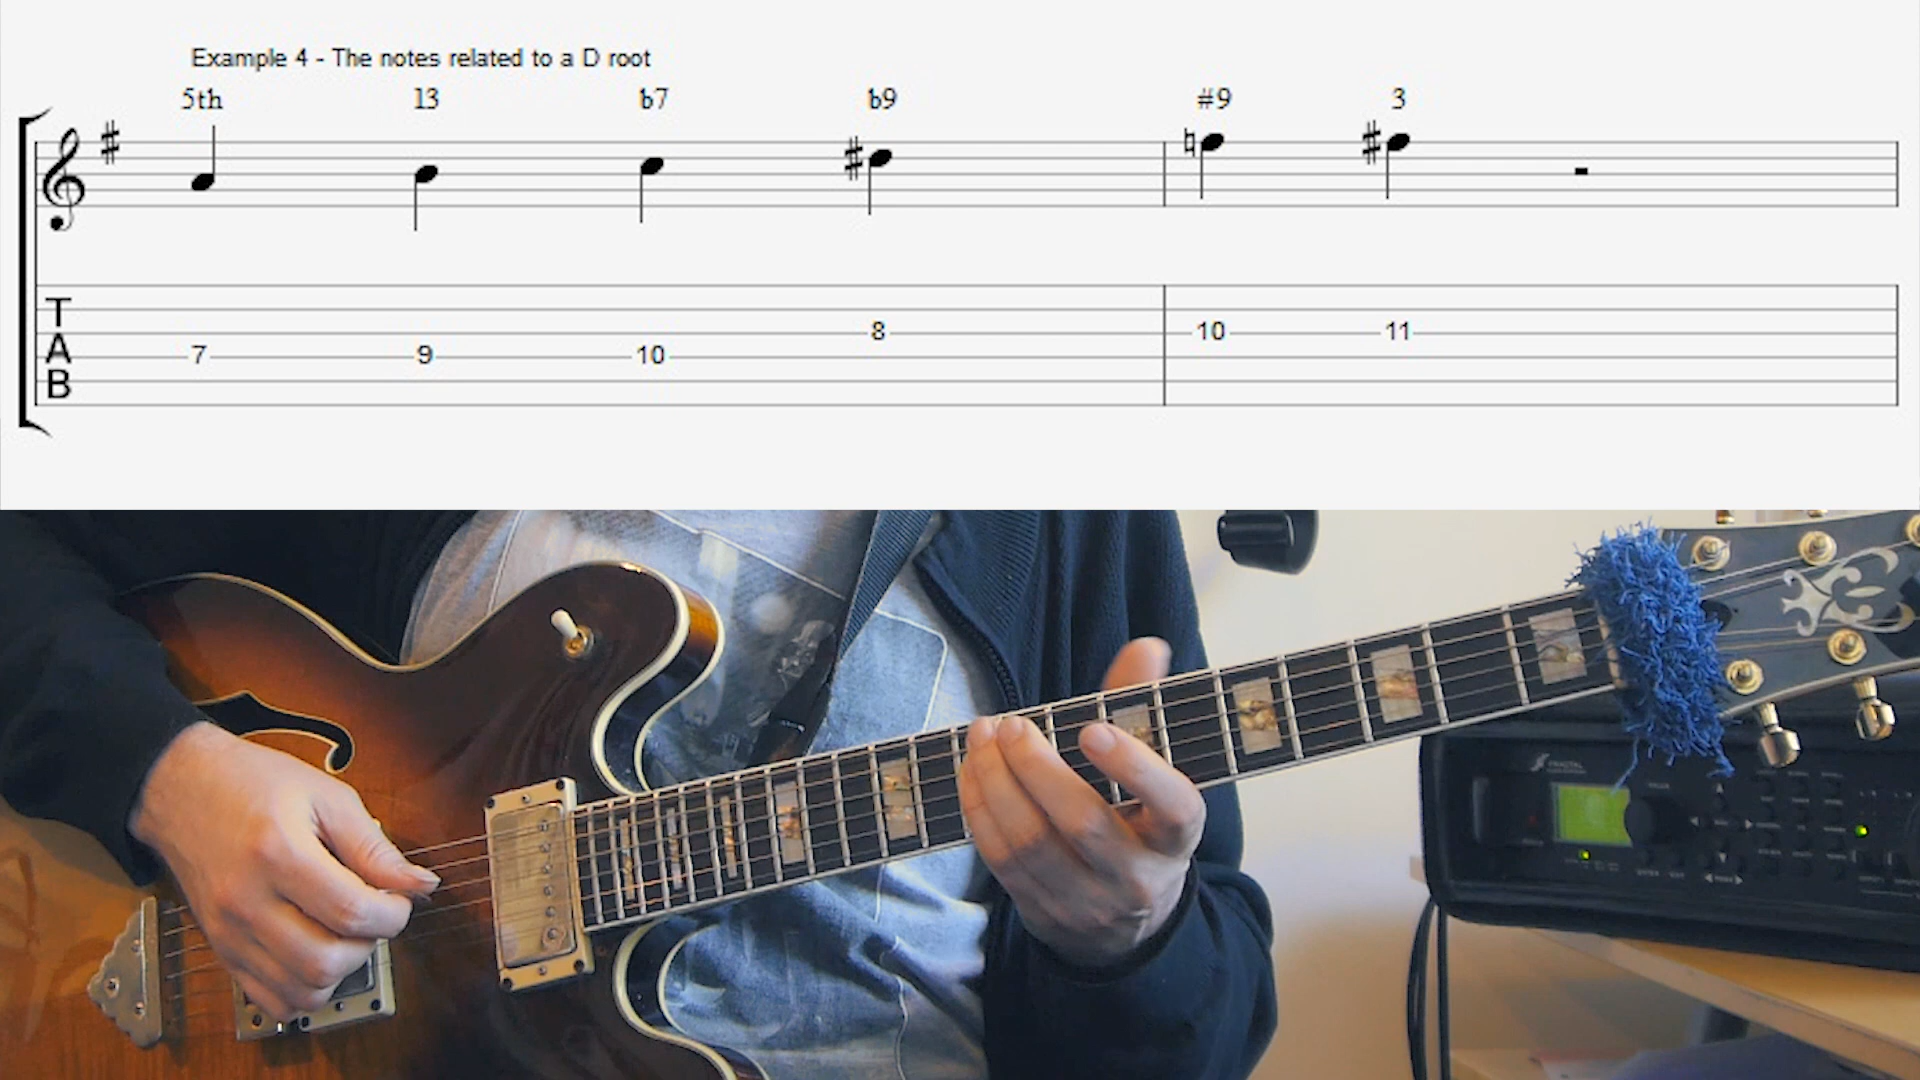 Example 4 - The notes related to a D root
5th 13 b7 b9 #9 3
T
A
B
8 10 11
7 9 10
FRACTAL